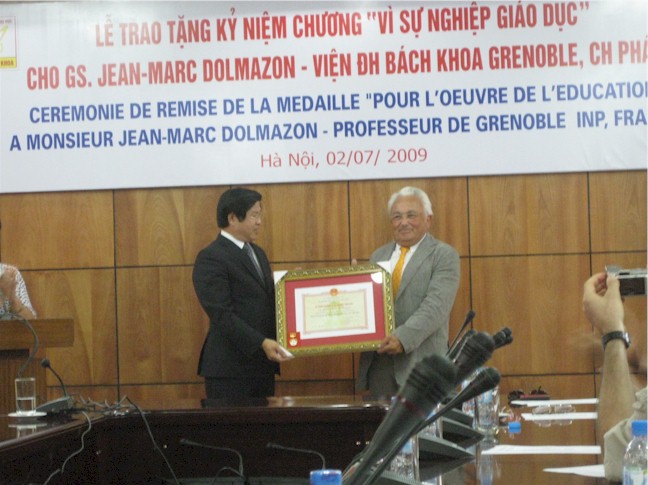 LỄ TRAO TẶNG KỶ NIỆM CHƯƠNG "VÌ SỰ NGHIỆP GIÁO DỤC"
CHO GS. JEAN-MARC DOLMAZON - VIỆN ĐH BÁCH KHOA GRENOBLE, CH PHÁ
CEREMONIE DE REMISE DE LA MEDAILLE "POUR L'OEUVRE DE L'EDUCATION
A MONSIEUR JEAN-MARC DOLMAZON - PROFESSEUR DE GRENOBLE INP, FRA
Hà Nội, 02/07/ 2009